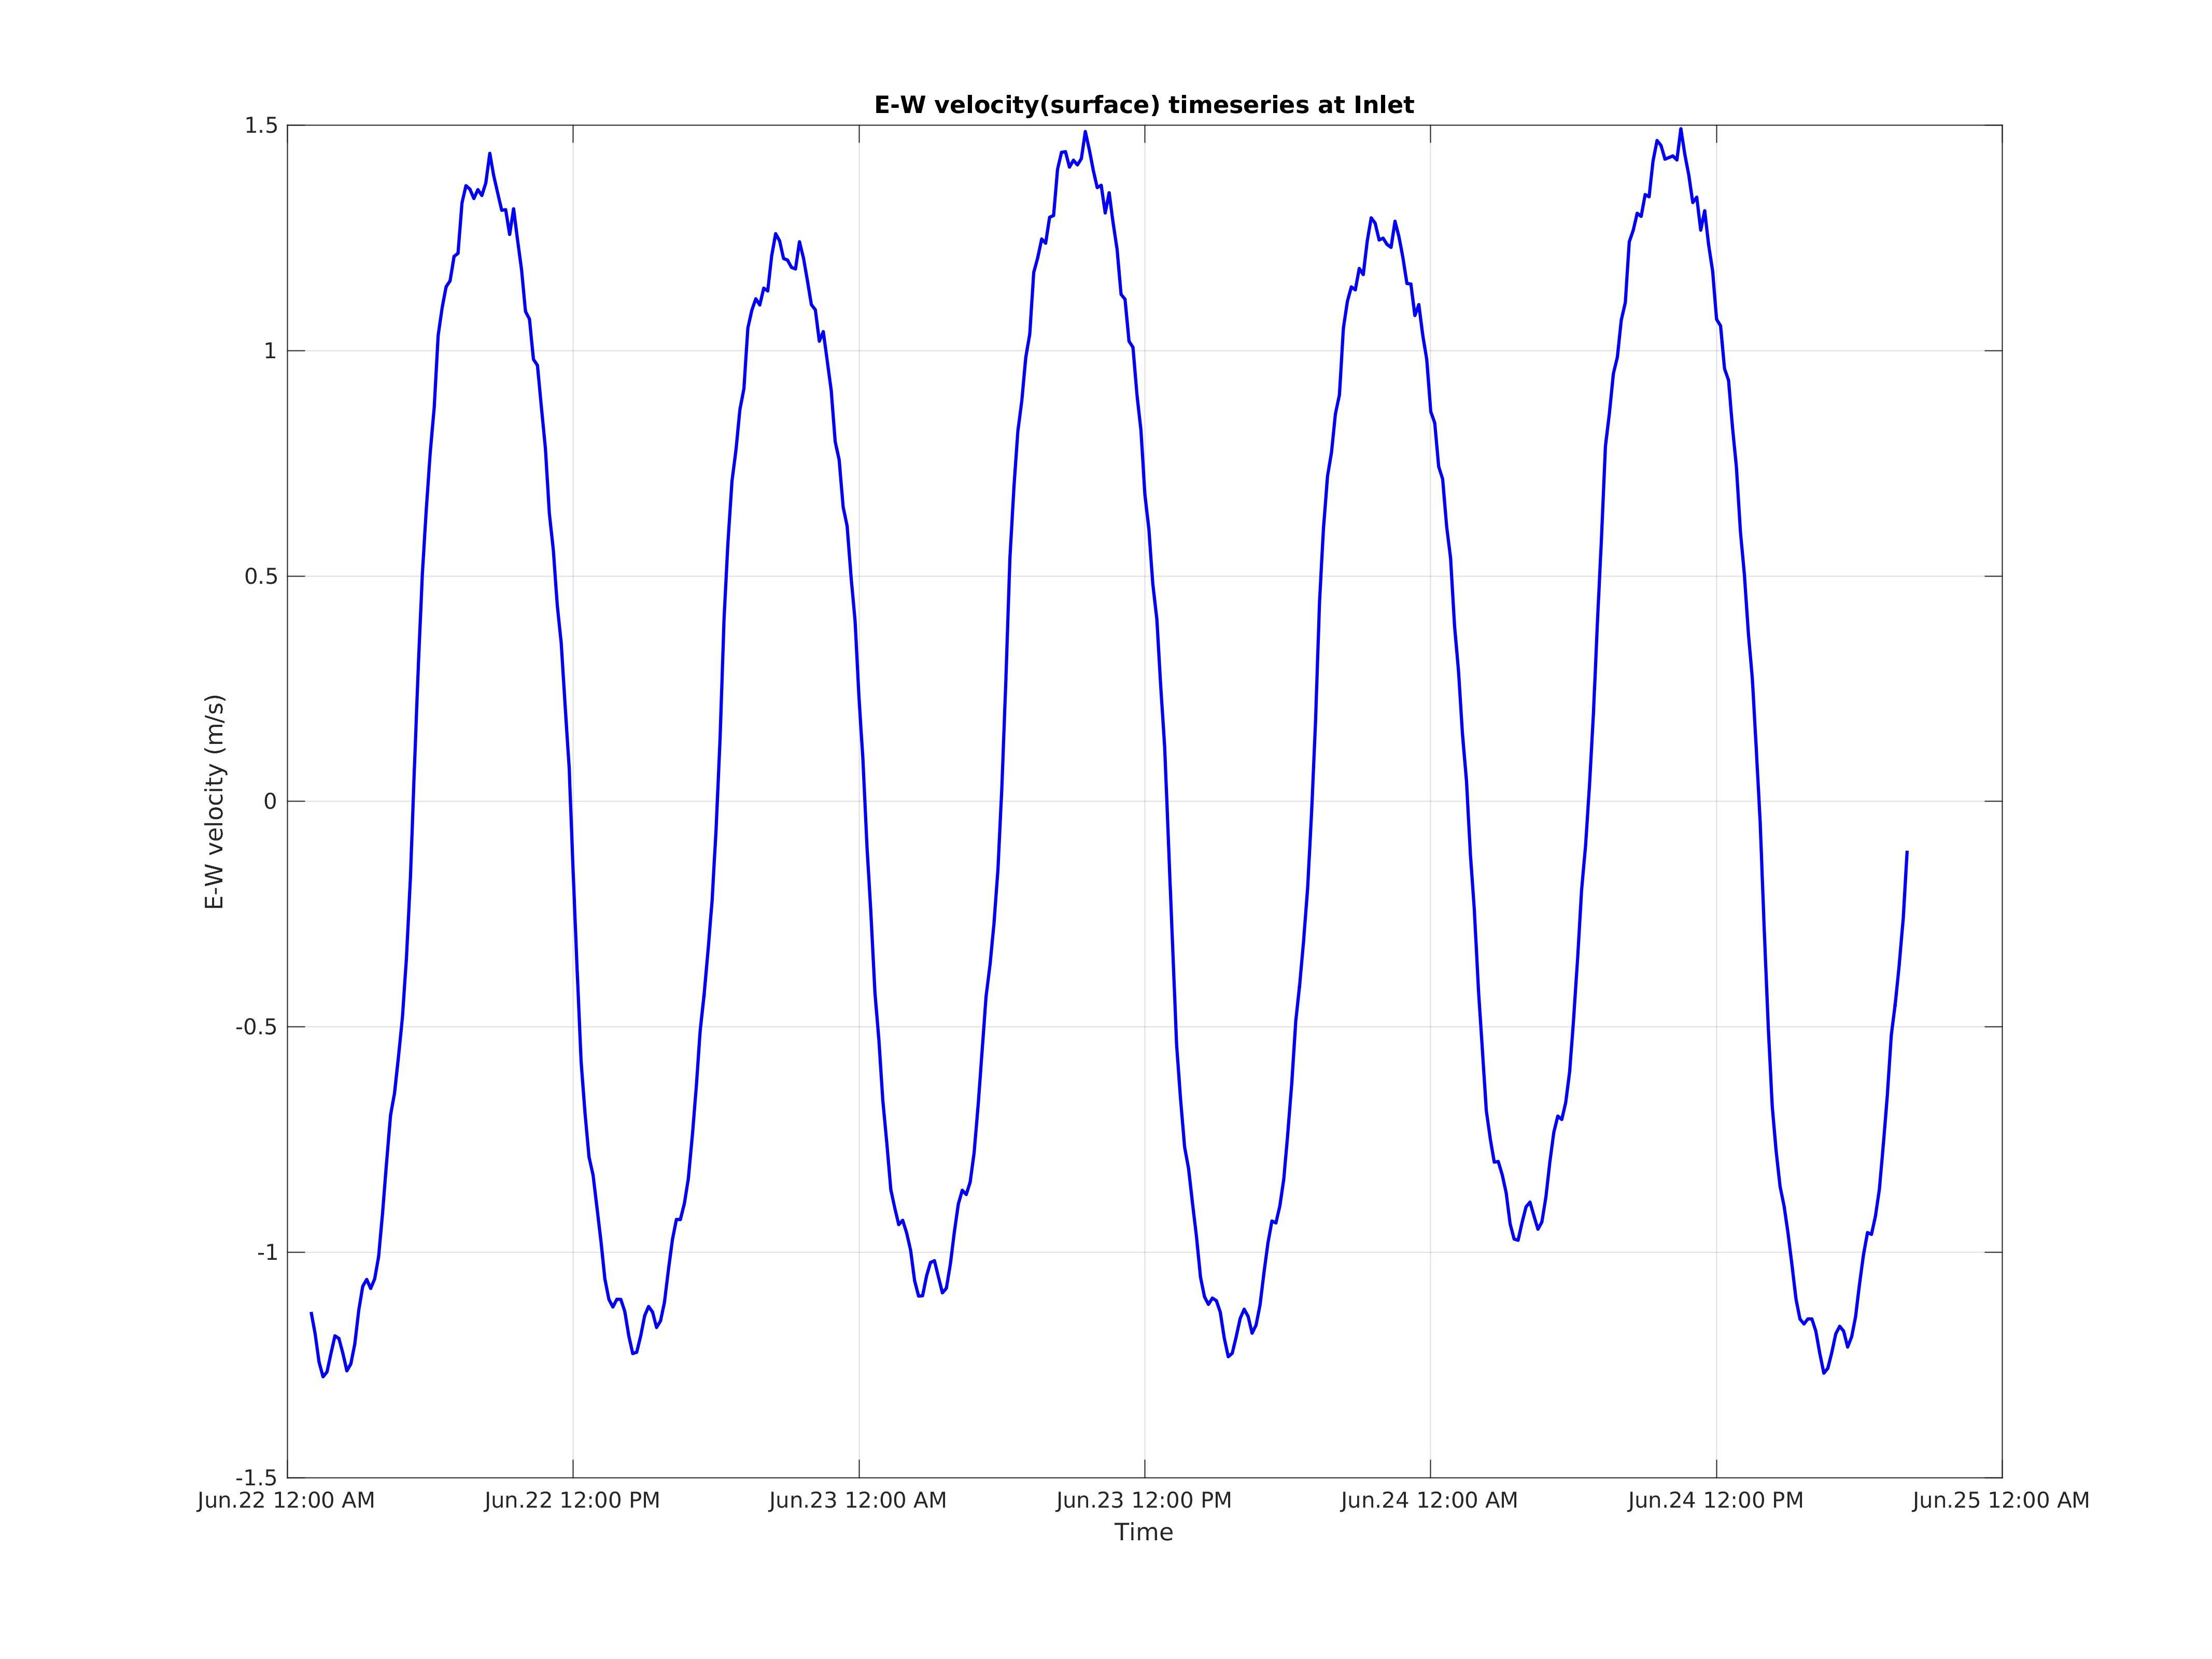 E-W velocity(surface) timeseries at Inlet
1.5
1
0.5
0
-0.5
-1
-1.5
E-W velocity (m/s)
Jun.22 12:00 AM Jun.22 12:00 PM Jun.23 12:00 AM Jun.23 12:00 PM Jun.24 12:00 AM Jun.24 12:00 PM Jun.25 12:00 AM
Time